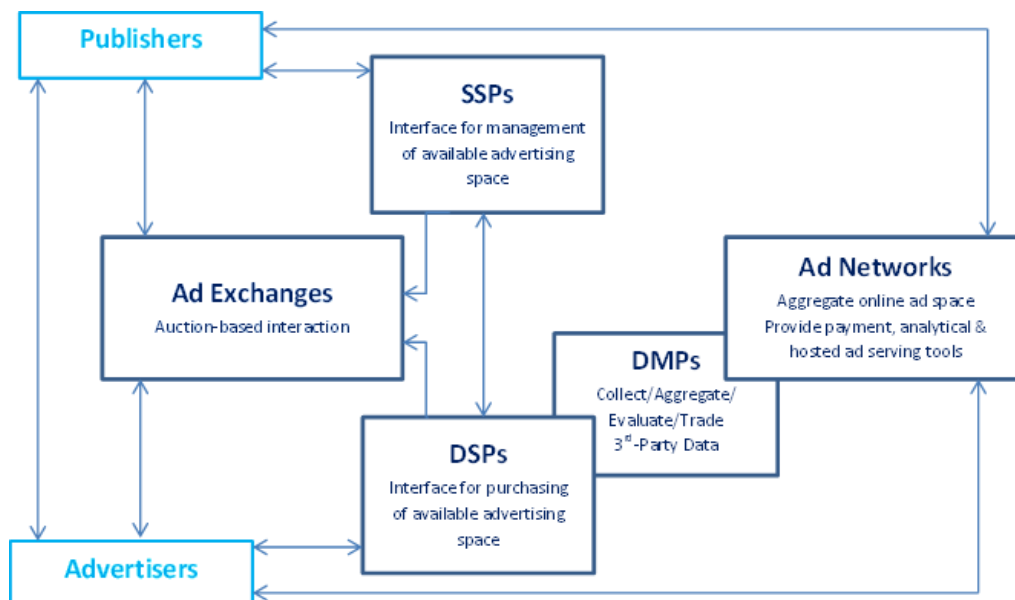 Publishers
SSPs
Interface for management
of available advertising
space
Ad Exchanges
Auction-based interaction
Ad Networks
Aggregate online ad space
Provide payment, analytical &
hosted ad serving tools
DMPs
Collect/Aggregate/
Evaluate/Trade
3rd-Party Data
DSPs
Interface for purchasing
of available advertising
space
Advertisers